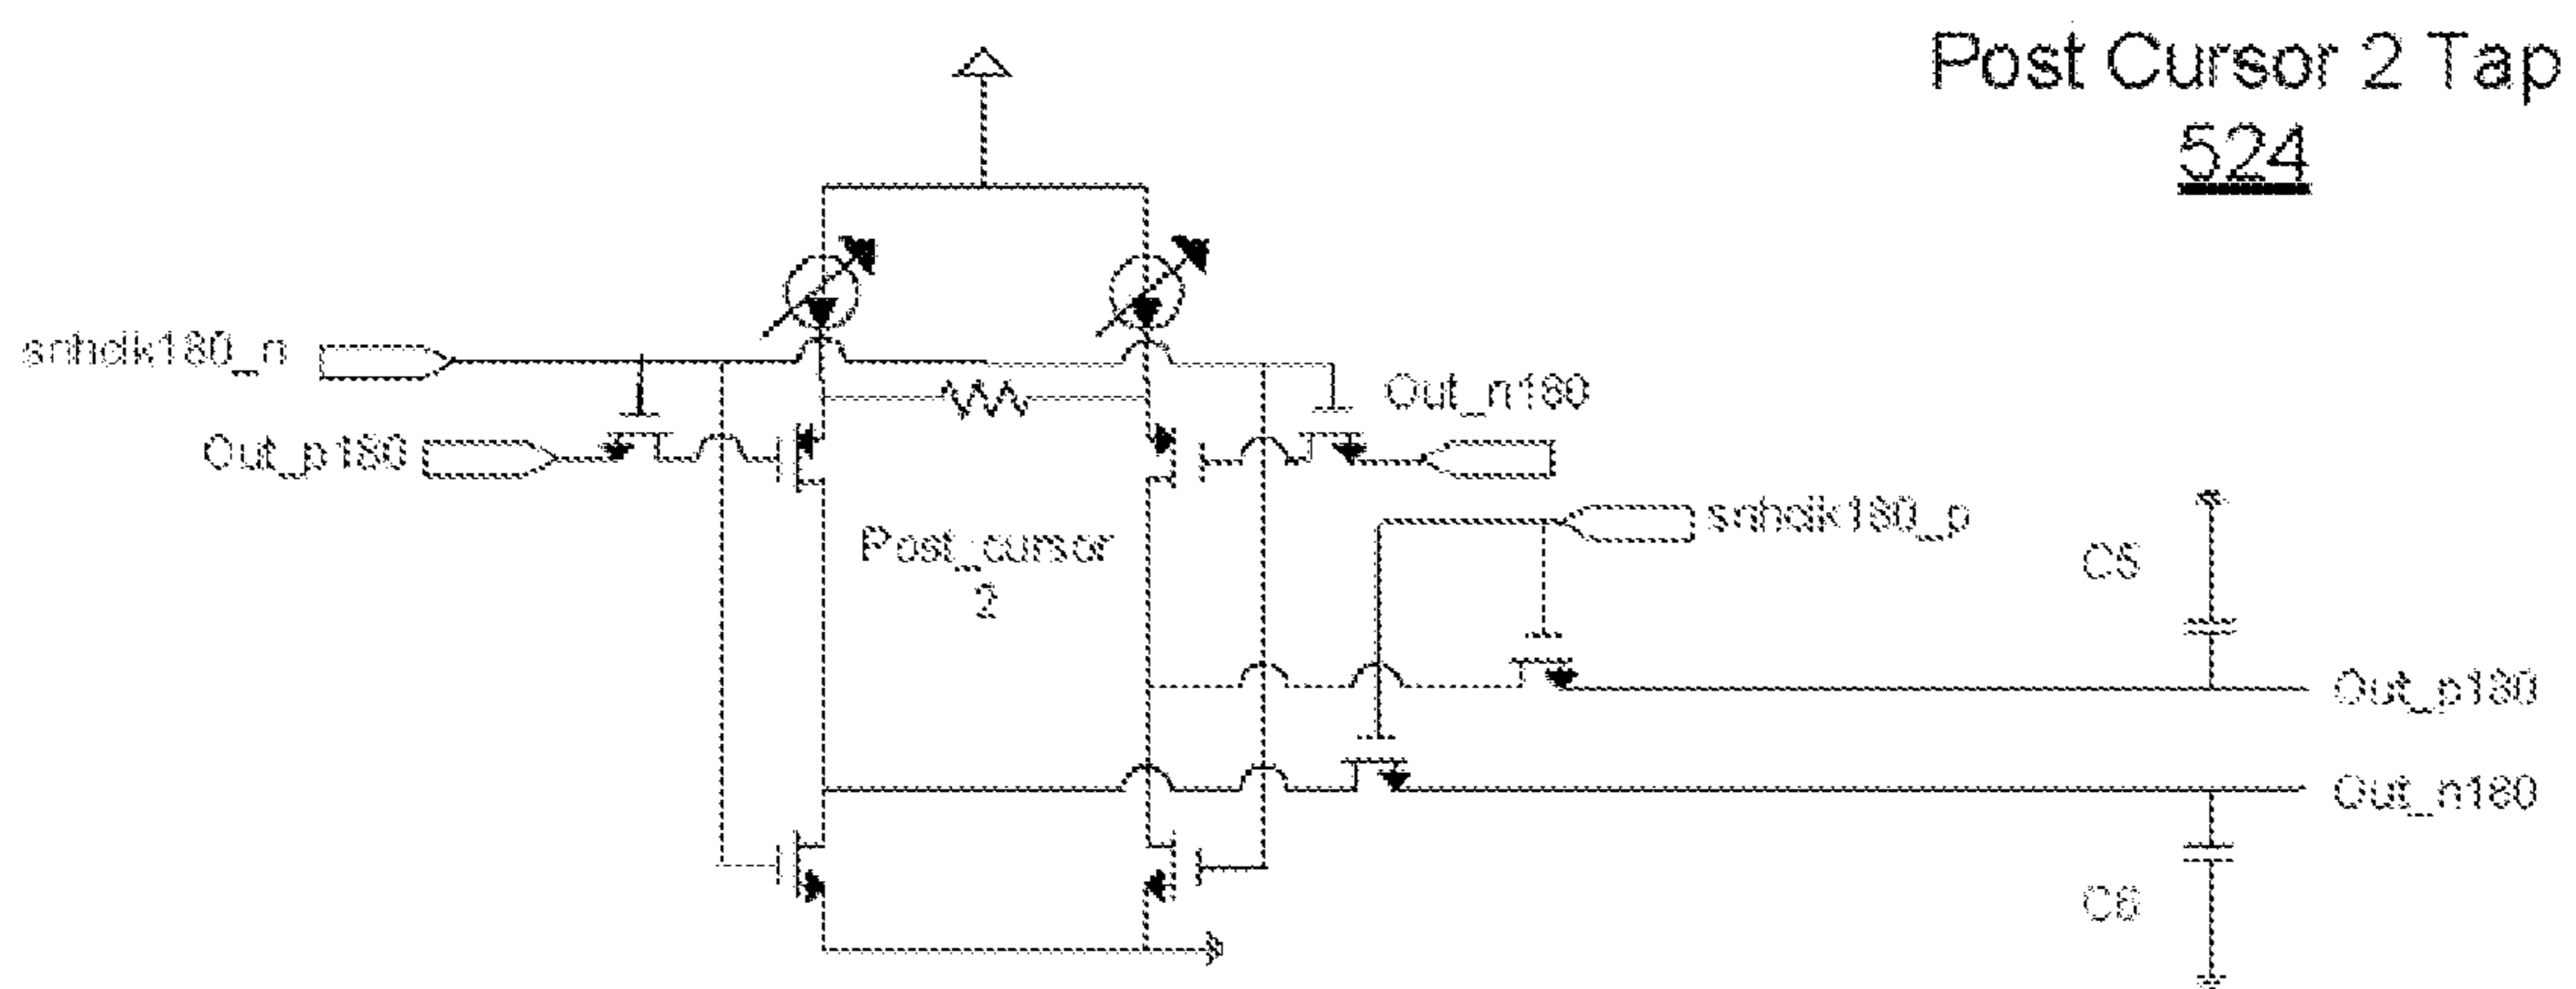 Post Cursor 2 Tap
524
snhclk180_n
Out_n180
Out_p180
snhclk180_p
Post_cursor
2
C5
Out_p180
Out_n180
C6